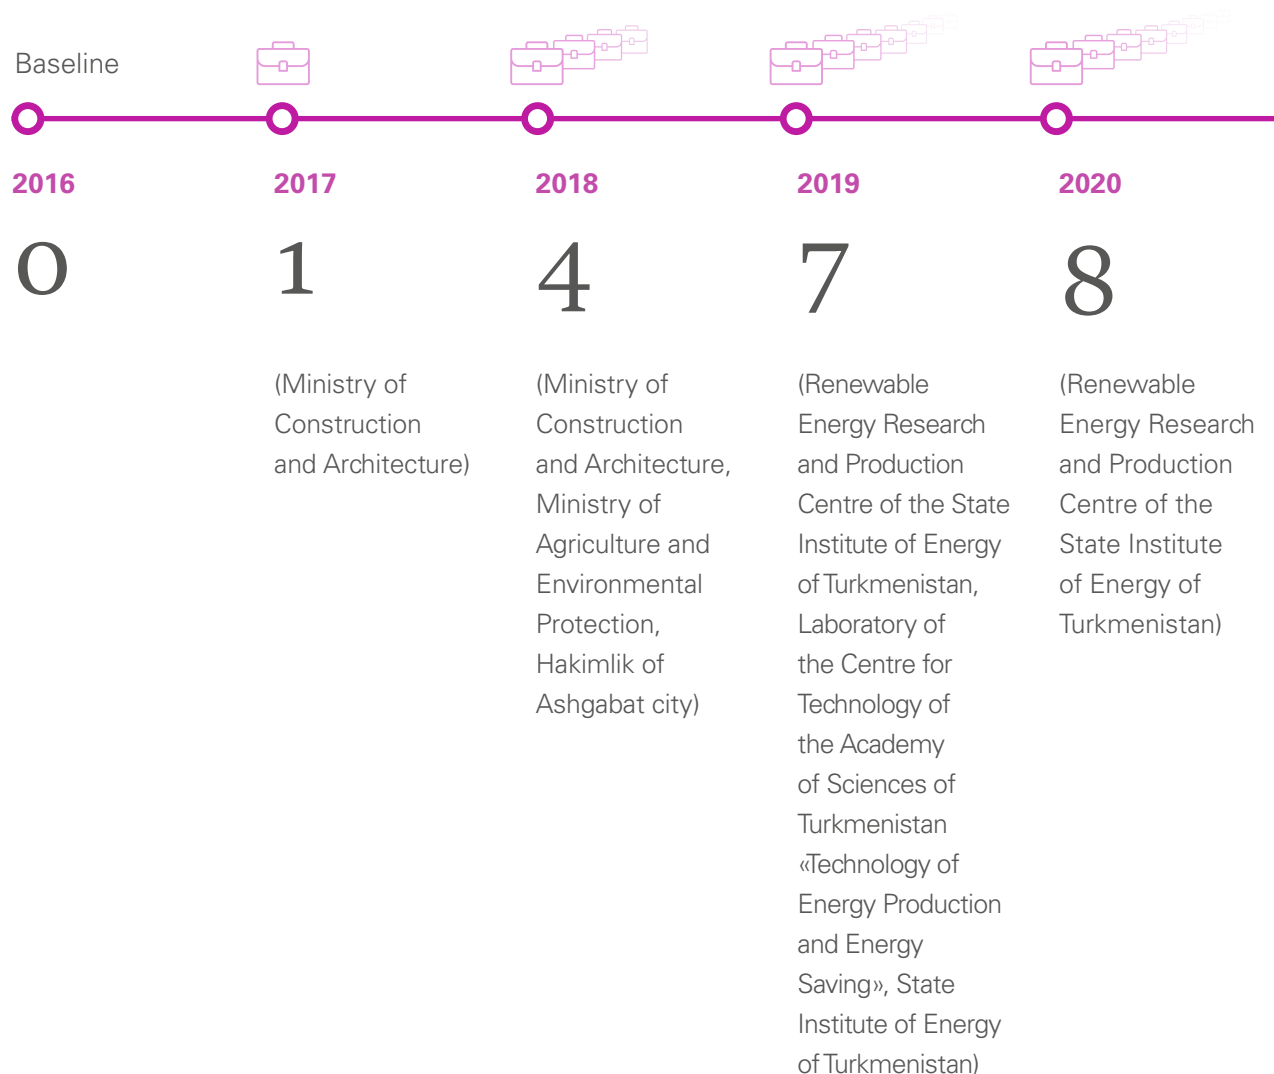 Baseline
2016
0
2017
1
(Ministry of
Construction
and Architecture)
2018
4
(Ministry of
Construction
and Architecture,
Ministry of
Agriculture and
Environmental
Protection,
Hakimlik of
Ashgabat city)
2019
7
(Renewable
Energy Research
and Production
Centre of the State
Institute of Energy
of Turkmenistan,
Laboratory of
the Centre for
Technology of
the Academy
of Sciences of
Turkmenistan
«Technology of
Energy Production
and Energy
Saving», State
Institute of Energy
of Turkmenistan)
2020
8
(Renewable
Energy Research
and Production
Centre of the
State Institute
of Energy of
Turkmenistan)